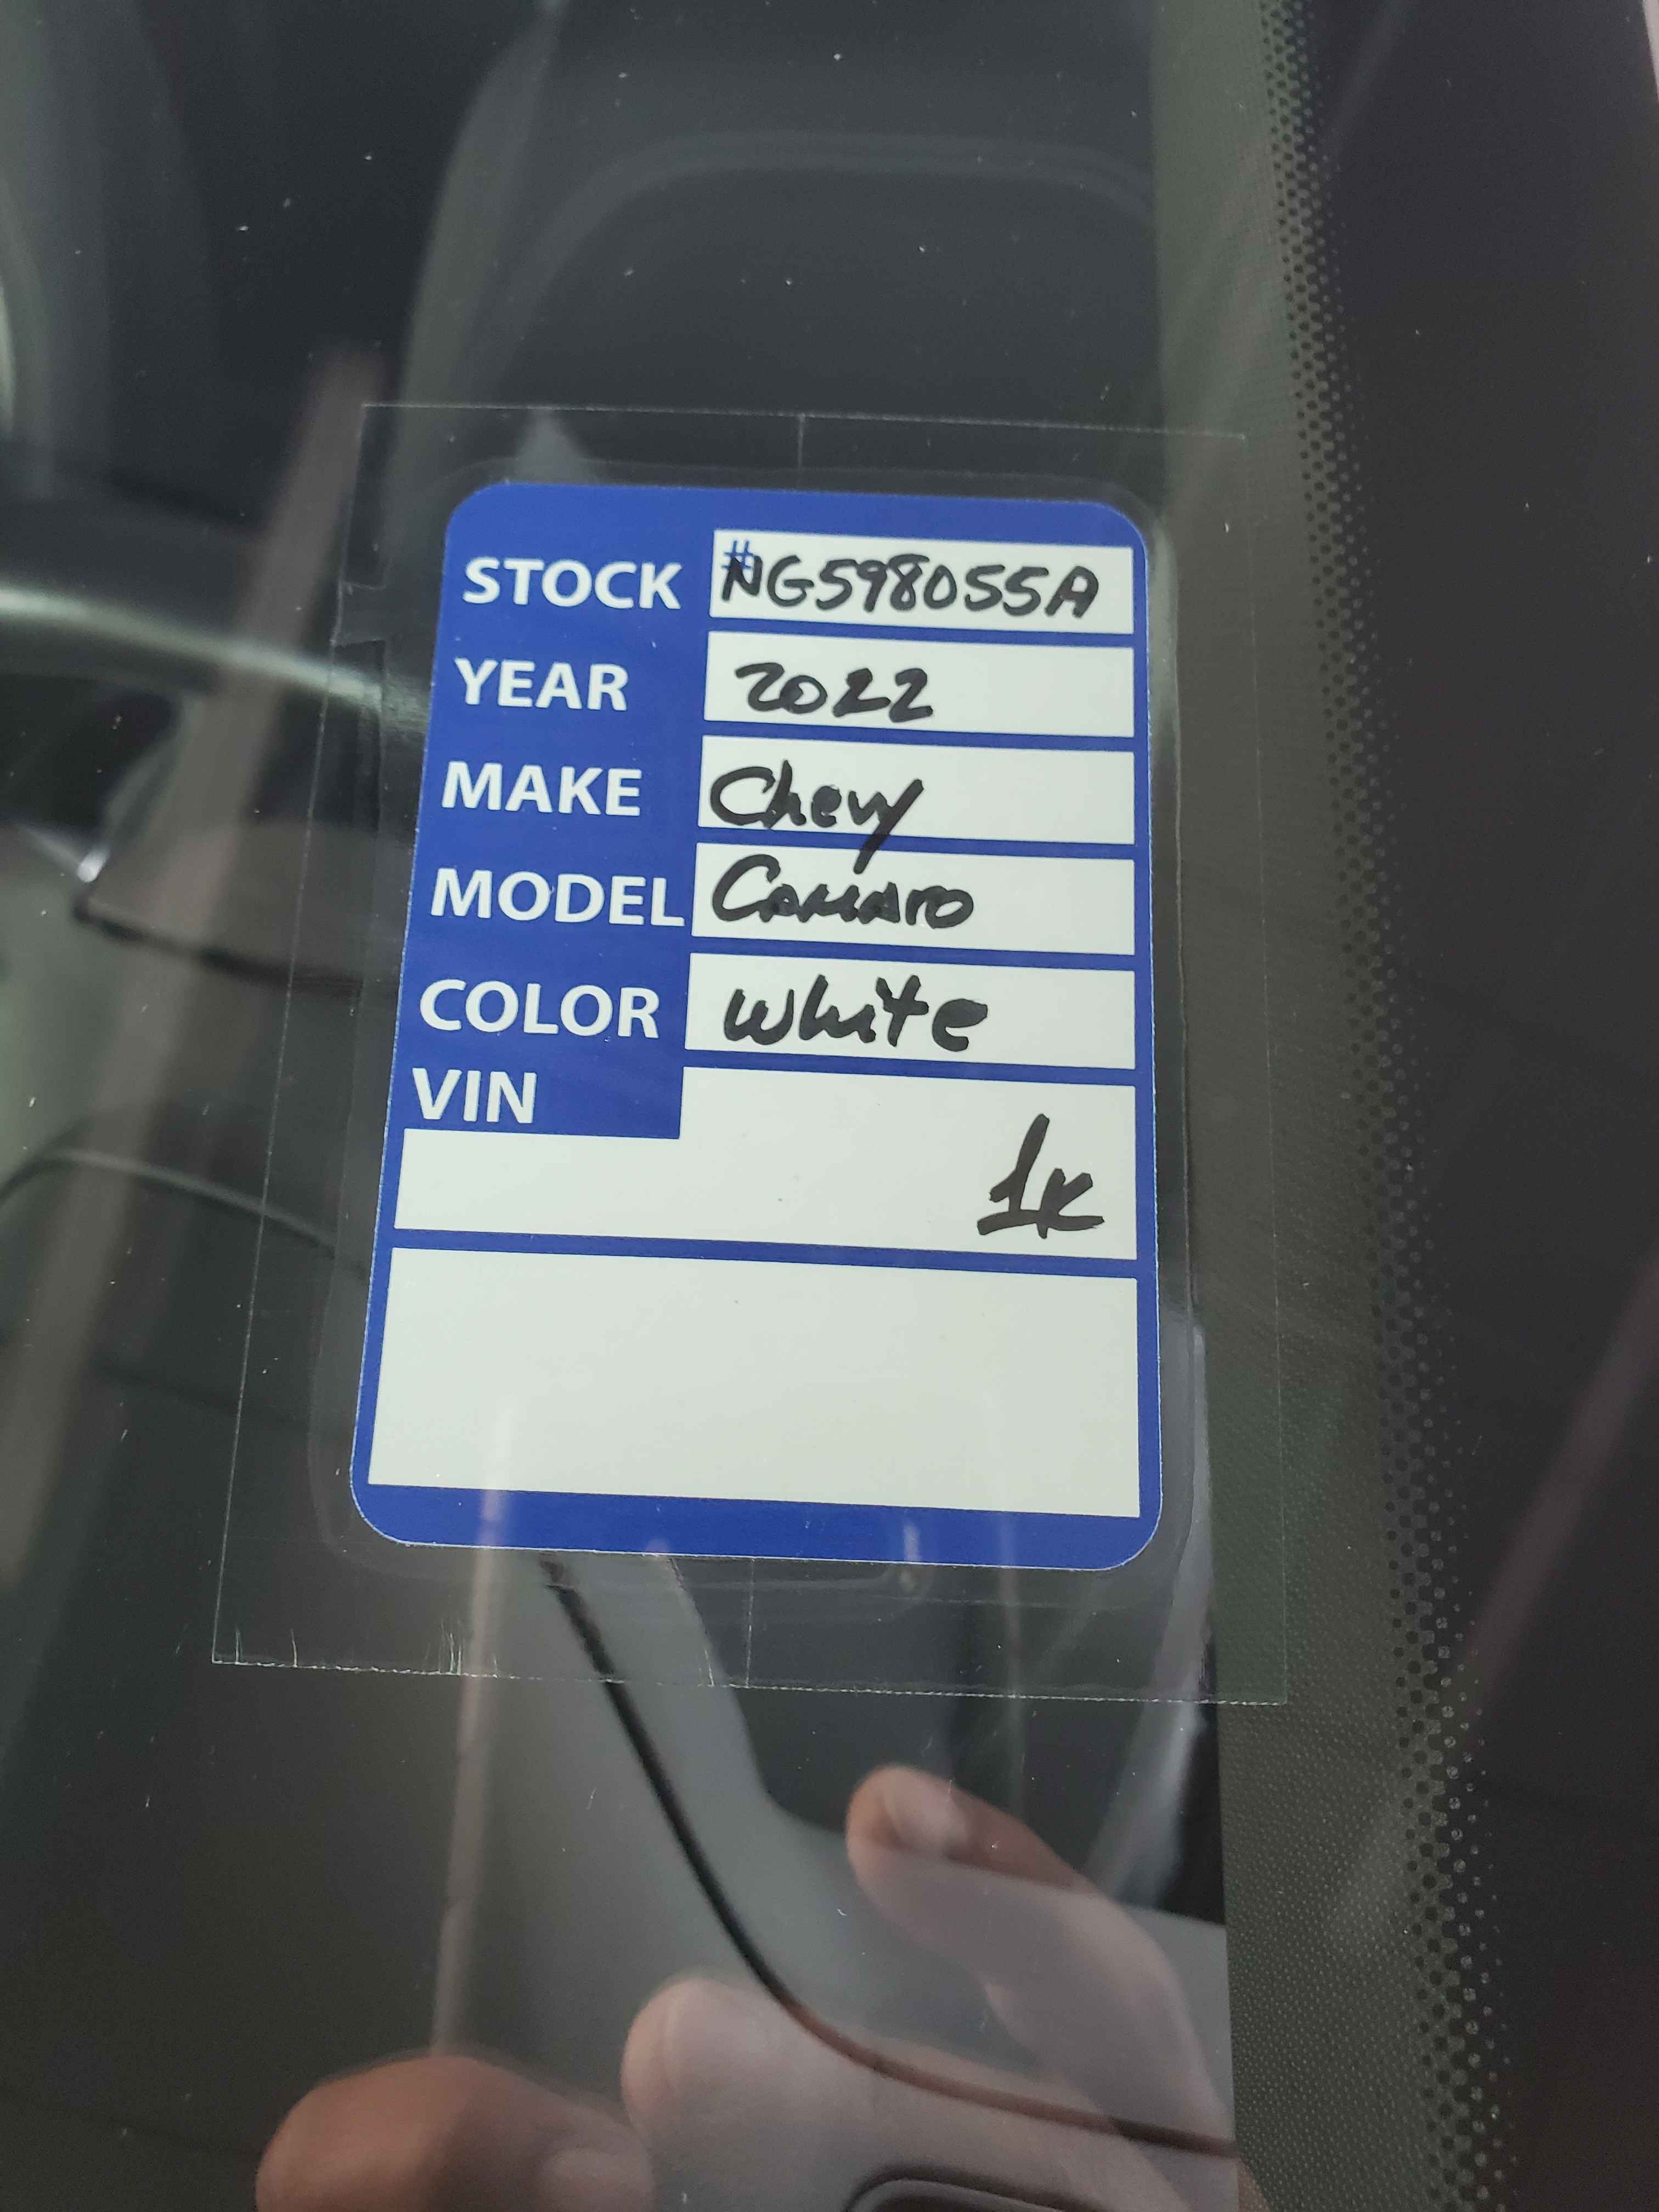 STOCK #NG598055A
YEAR 2022
MAKE Chevy
MODEL Camaro
COLOR White
VIN
1K